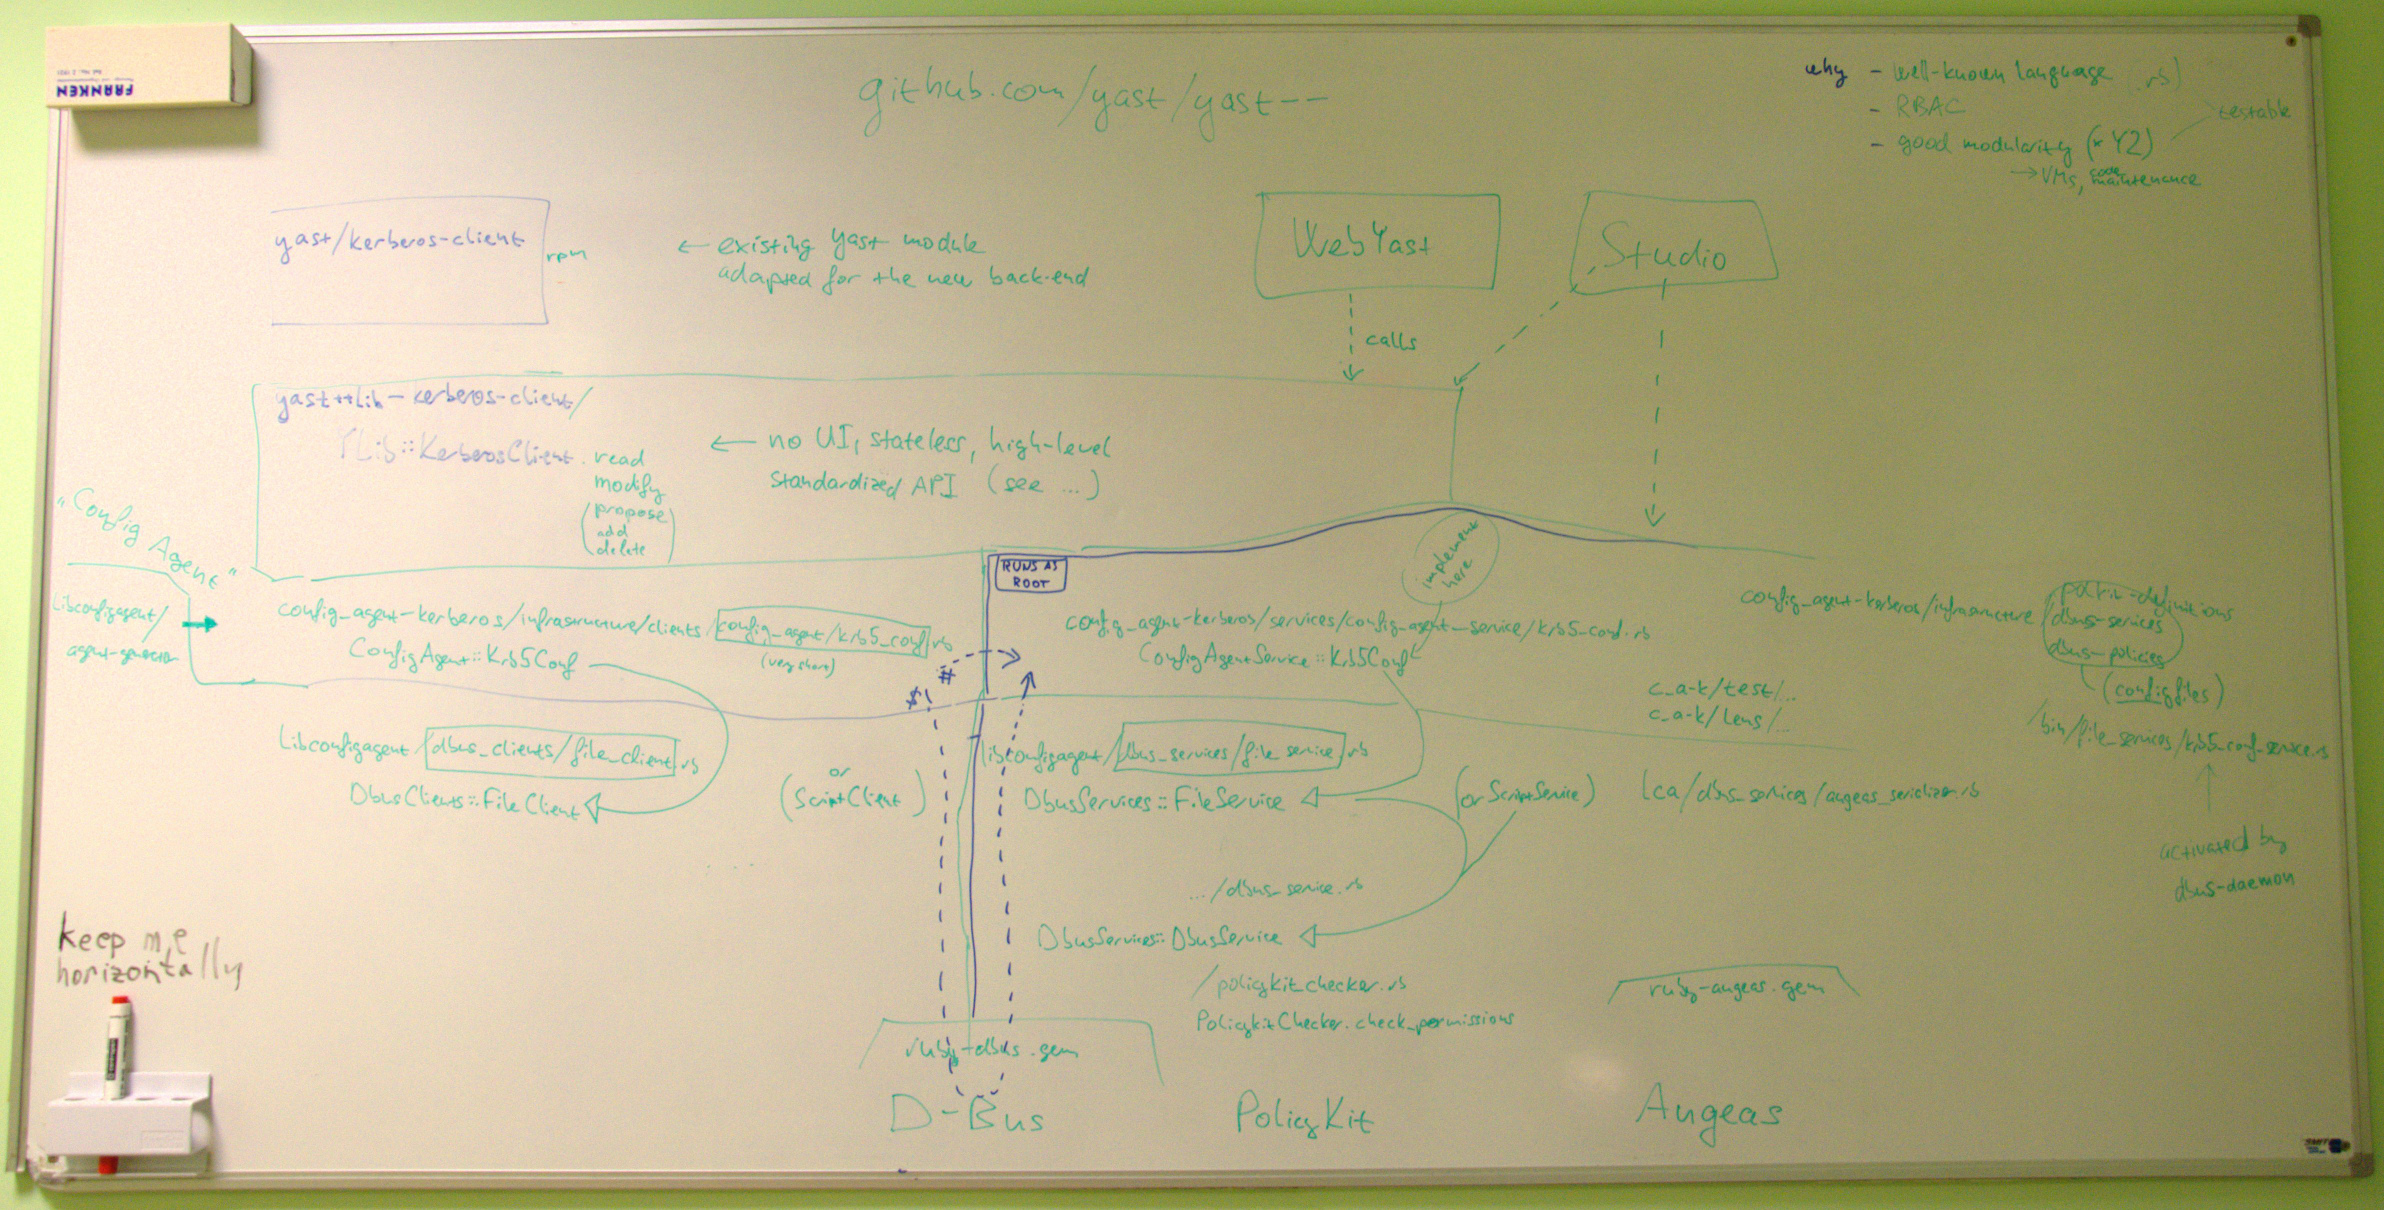 FRANKEN
github.com/yast/yast--
why - well-known language (.rb)
- RBAC
- good modularity (* Y2)
→ VMs, code maintenance
testable
yast/kerberos-client
rpm
← existing yast module
adapted for the new back-end
WebYast
Studio
calls
yast++lib-kerberos-client/
YLib::KerberosClient.read
modify
(propose
add
delete)
← no UI, stateless, high-level
standardized API (see ...)
"Config Agent"
libconfigagent/
agent-generator
RUNS AS
ROOT
implement
here
config_agent-kerberos/infrastructure/clients/config_agent/krb5_conf.rb
(very short)
ConfigAgent::Krb5Conf
config_agent-kerberos/services/config_agent_service/krb5_conf.rb
ConfigAgentService::Krb5Conf
config_agent-kerberos/infrastructure/
polkit-definitions
dbus-services
dbus-policies
(config files)
$
#
c_a-k/test/...
c_a-k/lens/...
/bin/file_services/krb5_conf_service.rb
activated by
dbus-daemon
libconfigagent/dbus_clients/file_client.rb
DbusClients::FileClient
(or
ScriptClient)
libconfigagent/dbus_services/file_service.rb
DbusServices::FileService
(or ScriptService)
lca/dbus_services/augeas_serializer.rb
.../dbus_service.rb
DbusServices::DbusService
keep me
horizontally
/policykitchecker.rb
PolicykitChecker.check_permissions
ruby-augeas.gem
ruby-dbus.gem
D-Bus
PolicyKit
Augeas